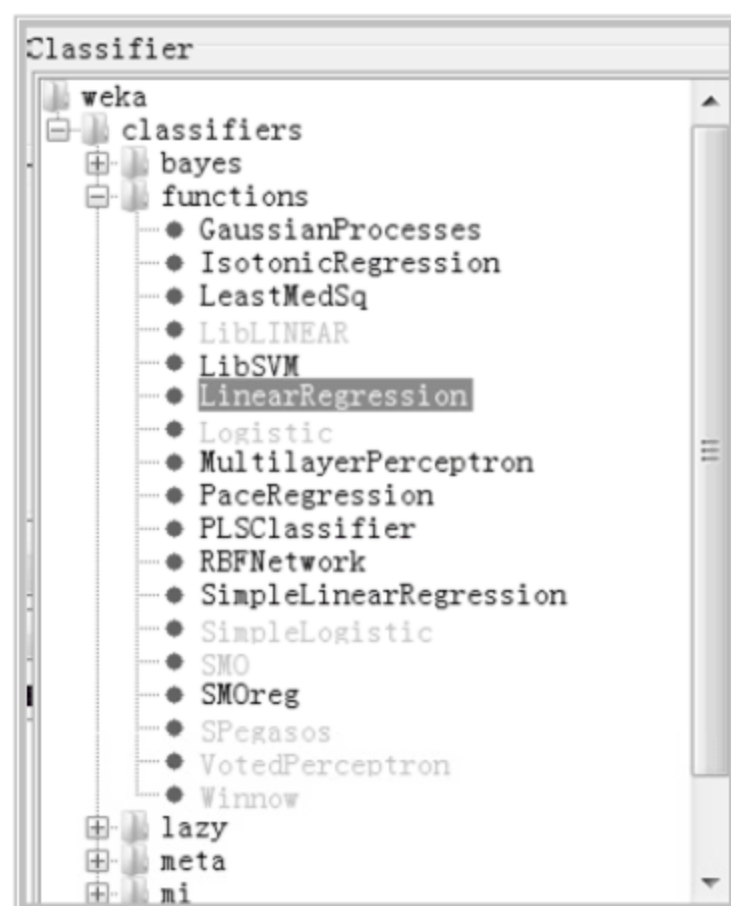 Classifier
weka
classifiers
bayes
functions
GaussianProcesses
IsotonicRegression
LeastMedSq
LibLINEAR
LibSVM
LinearRegression
Logistic
MultilayerPerceptron
PaceRegression
PLSClassifier
RBFNetwork
SimpleLinearRegression
SimpleLogistic
SMO
SMOreg
SPegasos
VotedPerceptron
Winnow
lazy
meta
mi